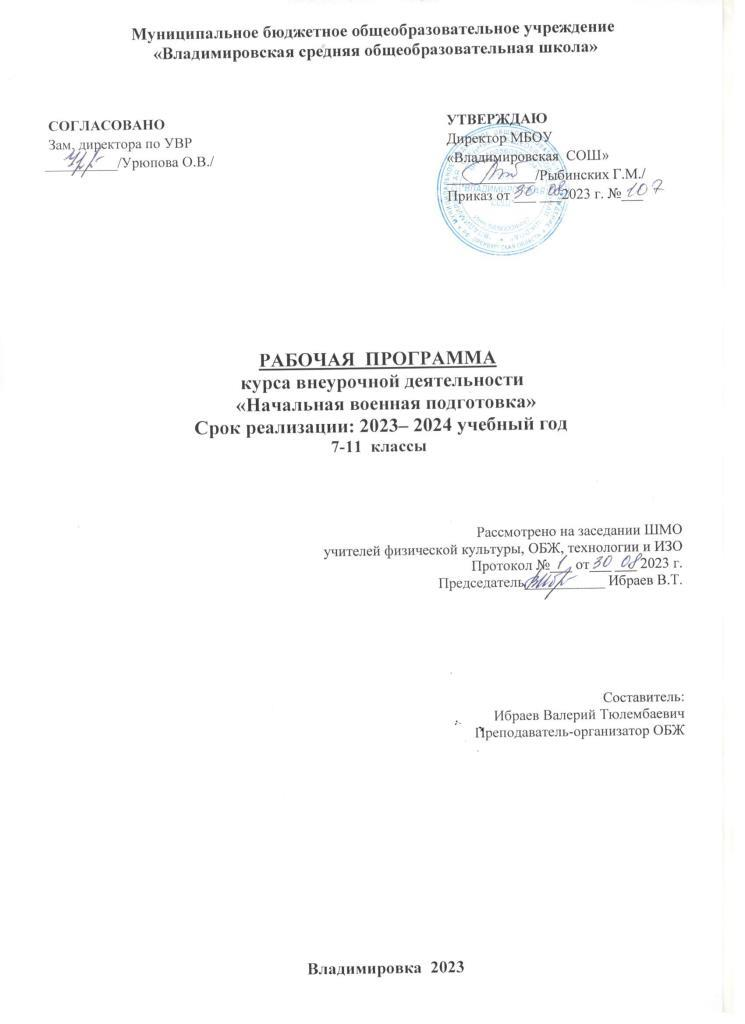 Муниципальное бюджетное общеобразовательное учреждение
«Владимировская средняя общеобразовательная школа»
СОГЛАСОВАНО
Зам, директора по УВР
__________/Урюпова О.В./
УТВЕРЖДАЮ
Директор МБОУ
«Владимировская СОШ»
____________/Рыбинских Г.М./
Приказ от 30 08 2023 г. № 107
РАБОЧАЯ ПРОГРАММА
курса внеурочной деятельности
«Начальная военная подготовка»
Срок реализации: 2023– 2024 учебный год
7-11 классы
Рассмотрено на заседании ШМО
учителей физической культуры, ОБЖ, технологии и ИЗО
Протокол № 1 от 30 08 2023 г.
Председатель___________ Ибраев В.Т.
Составитель:
Ибраев Валерий Тюлембаевич
Преподаватель-организатор ОБЖ
Владимировка 2023